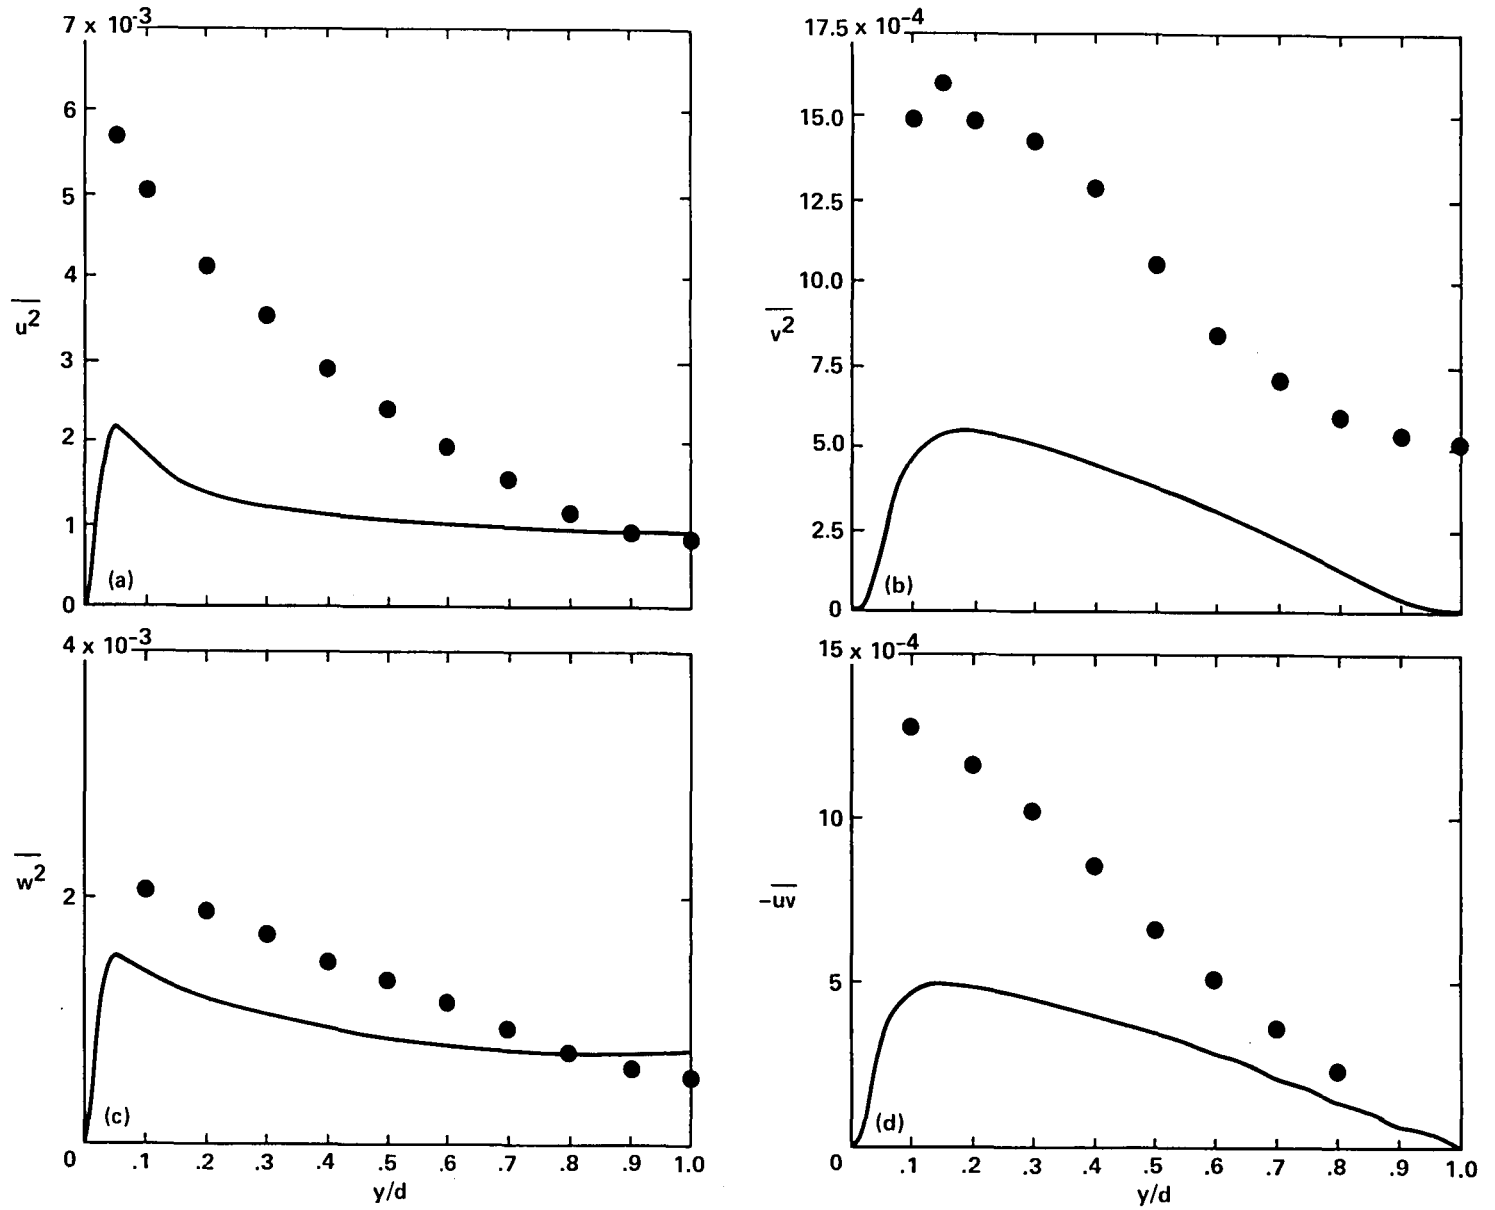 7 x 10⁻³
6
5
4
3
2
1
0
u²
(a)
17.5 x 10⁻⁴
15.0
12.5
10.0
7.5
5.0
2.5
0
v²
(b)
4 x 10⁻³
2
0
w²
(c)
.1 .2 .3 .4 .5 .6 .7 .8 .9 1.0
y/d
15 x 10⁻⁴
10
5
0
–uv
(d)
.1 .2 .3 .4 .5 .6 .7 .8 .9 1.0
y/d